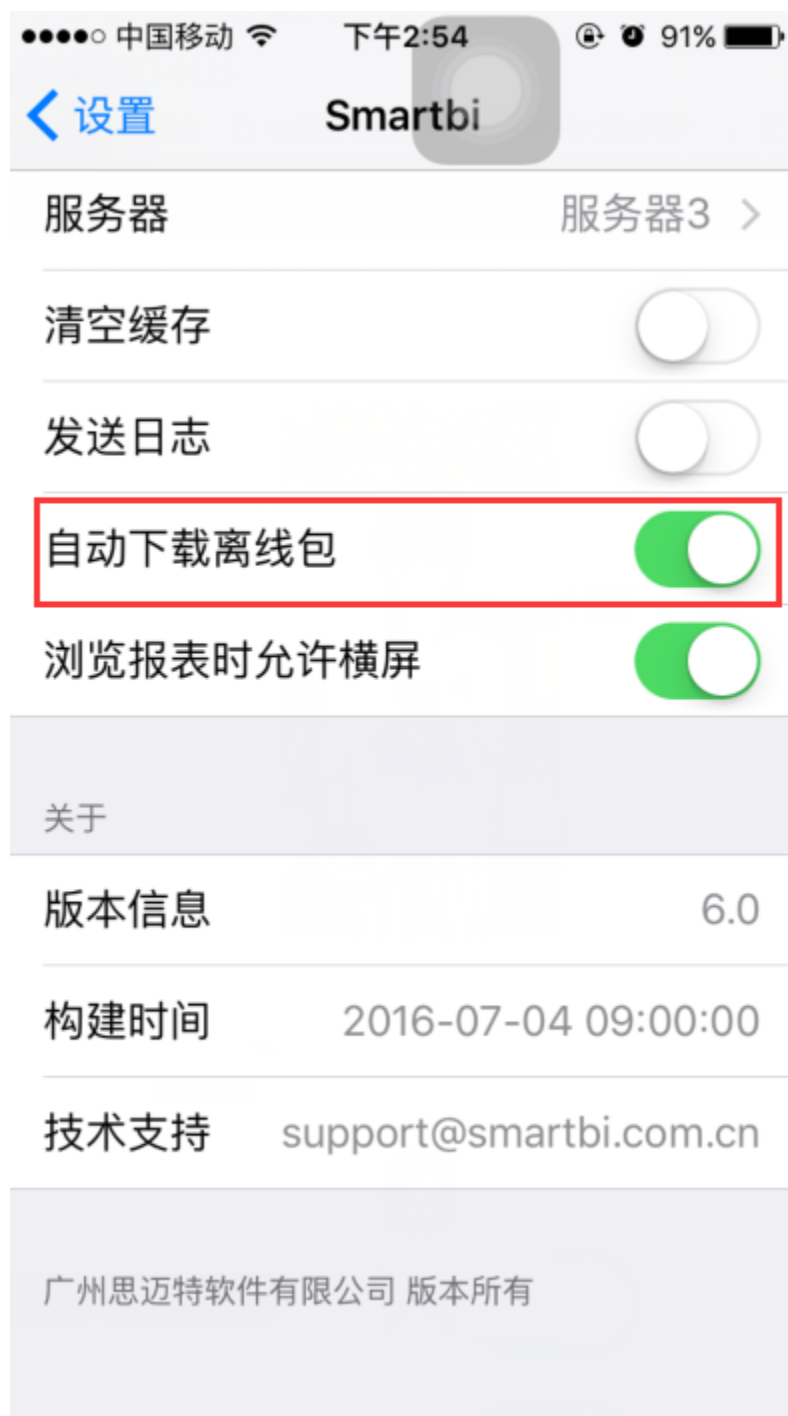 中国移动 下午2:54 91%
设置 Smartbi
服务器 服务器3
清空缓存
发送日志
自动下载离线包
浏览报表时允许横屏
关于
版本信息 6.0
构建时间 2016-07-04 09:00:00
技术支持 support@smartbi.com.cn
广州思迈特软件有限公司 版本所有